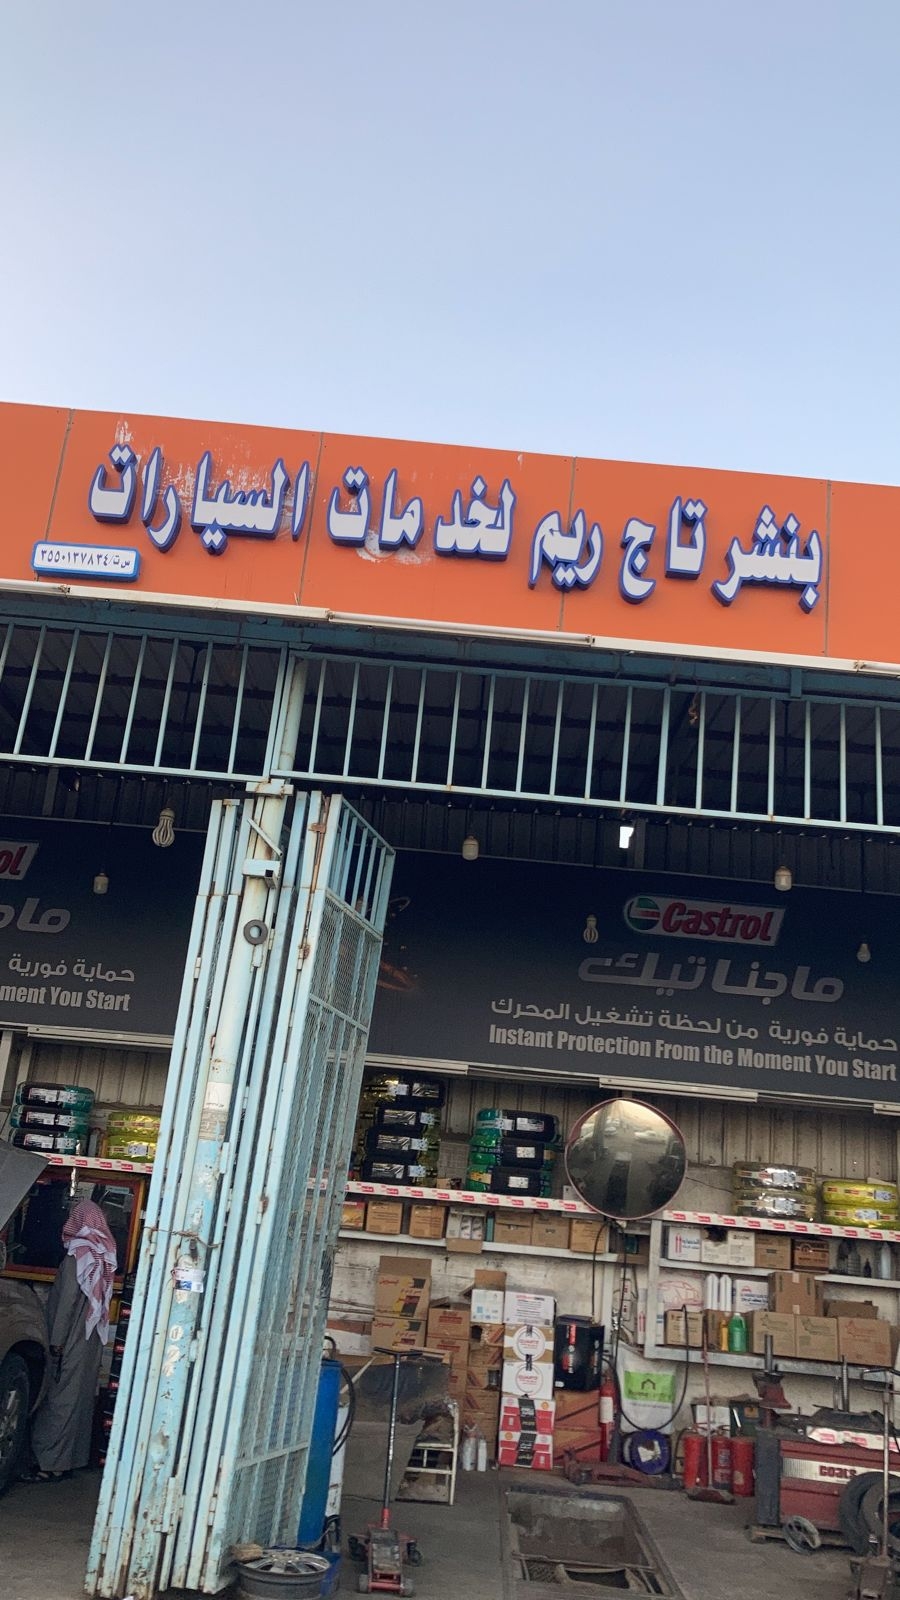 بنشر تاج ريم لخدمات السيارات
س ت/٣٥٥٠١٣٧٨٣٤
Castrol
ماجناتيك
حماية فورية من لحظة تشغيل المحرك
Instant Protection From the Moment You Start
حماية فورية
ment You Start
COATS